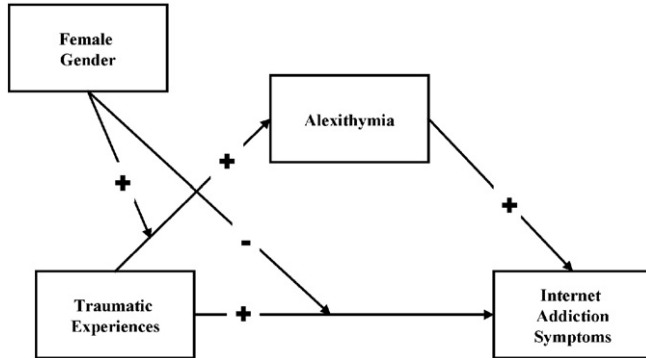 Female
Gender
Alexithymia
+
+
+
-
Traumatic
Experiences
+
Internet
Addiction
Symptoms